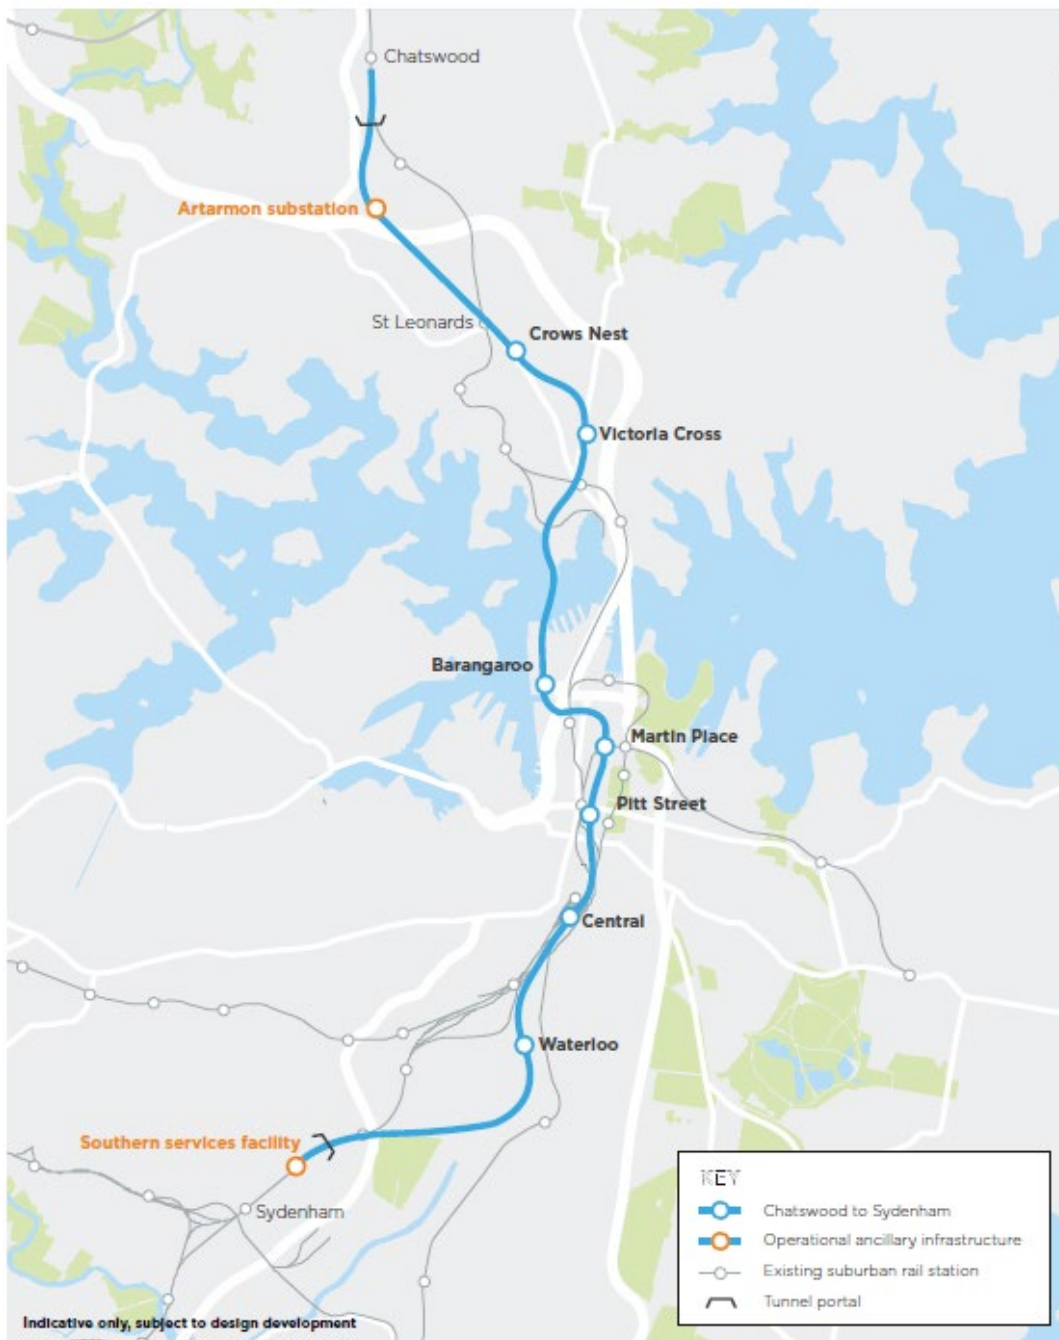 Chatswood
Artarmon substation
St Leonards
Crows Nest
Victoria Cross
Barangaroo
Martin Place
Pitt Street
Central
Waterloo
Southern services facility
Sydenham
KEY
Chatswood to Sydenham
Operational ancillary infrastructure
Existing suburban rail station
Tunnel portal
Indicative only, subject to design development